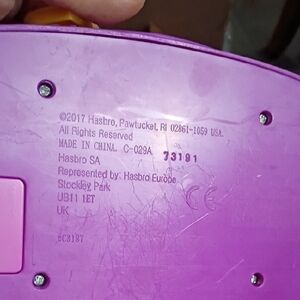 ©2017 Hasbro, Pawtucket, RI 02861-1059 USA.
All Rights Reserved
MADE IN CHINA. C-029A 73191
Hasbro SA
Represented by: Hasbro Europe
Stockley Park
UB11 1ET
UK
CE